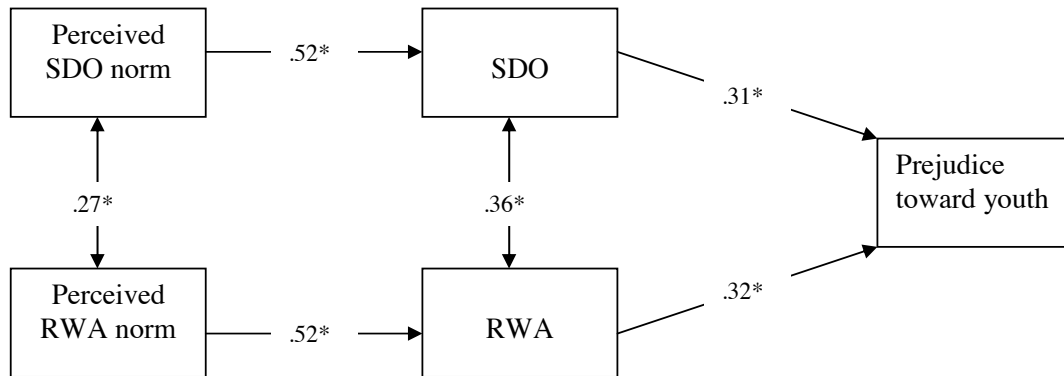 Perceived
SDO norm
.52*
SDO
.31*
Prejudice
toward youth
.27*
.36*
Perceived
RWA norm
.52*
RWA
.32*